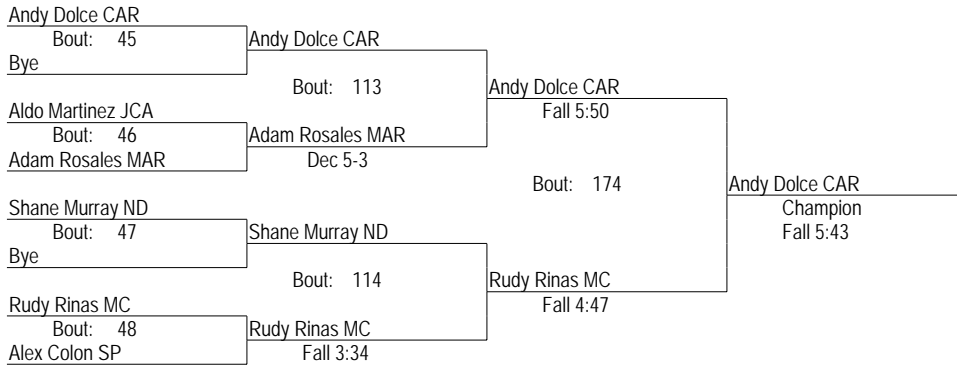 Andy Dolce CAR
Bout: 45
Bye
Andy Dolce CAR
Bout: 113
Aldo Martinez JCA
Bout: 46
Adam Rosales MAR
Adam Rosales MAR
Dec 5-3
Andy Dolce CAR
Fall 5:50
Bout: 174
Shane Murray ND
Bout: 47
Bye
Shane Murray ND
Bout: 114
Rudy Rinas MC
Bout: 48
Alex Colon SP
Rudy Rinas MC
Fall 3:34
Rudy Rinas MC
Fall 4:47
Andy Dolce CAR
Champion
Fall 5:43